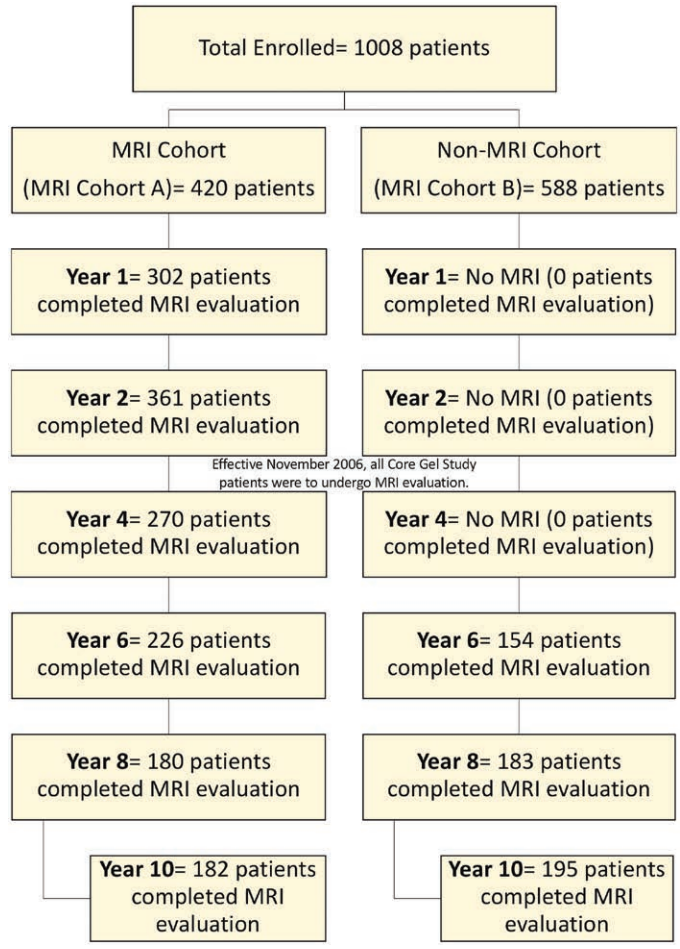 Total Enrolled= 1008 patients
MRI Cohort
(MRI Cohort A)= 420 patients
Non-MRI Cohort
(MRI Cohort B)= 588 patients
Year 1= 302 patients
completed MRI evaluation
Year 1= No MRI (0 patients
completed MRI evaluation)
Year 2= 361 patients
completed MRI evaluation
Year 2= No MRI (0 patients
completed MRI evaluation)
Effective November 2006, all Core Gel Study
patients were to undergo MRI evaluation.
Year 4= 270 patients
completed MRI evaluation
Year 4= No MRI (0 patients
completed MRI evaluation)
Year 6= 226 patients
completed MRI evaluation
Year 6= 154 patients
completed MRI evaluation
Year 8= 180 patients
completed MRI evaluation
Year 8= 183 patients
completed MRI evaluation
Year 10= 182 patients
completed MRI
evaluation
Year 10= 195 patients
completed MRI
evaluation